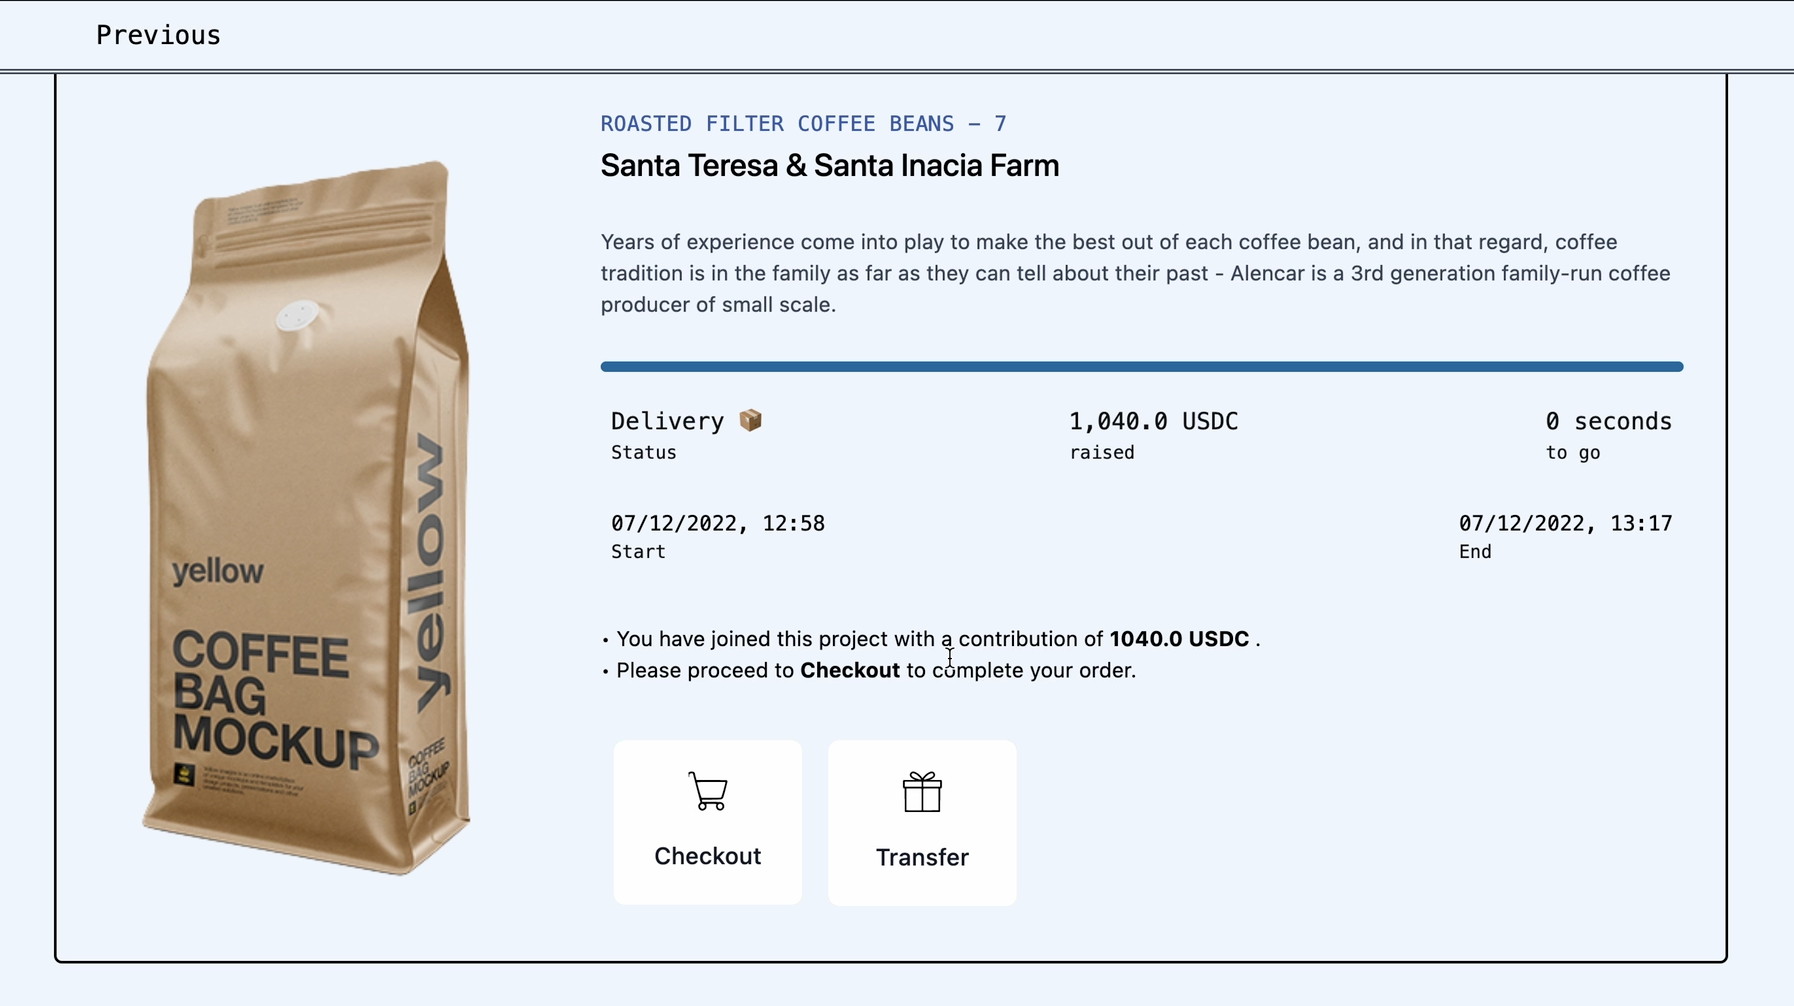 Previous
ROASTED FILTER COFFEE BEANS – 7
Santa Teresa & Santa Inacia Farm
Years of experience come into play to make the best out of each coffee bean, and in that regard, coffee
tradition is in the family as far as they can tell about their past - Alencar is a 3rd generation family-run coffee
producer of small scale.
Delivery 📦
Status
1,040.0 USDC
raised
0 seconds
to go
07/12/2022, 12:58
Start
07/12/2022, 13:17
End
• You have joined this project with a contribution of 1040.0 USDC .
• Please proceed to Checkout to complete your order.
Checkout
Transfer
yellow
COFFEE
BAG
MOCKUP
yellow
COFFEE
BAG
MOCKUP